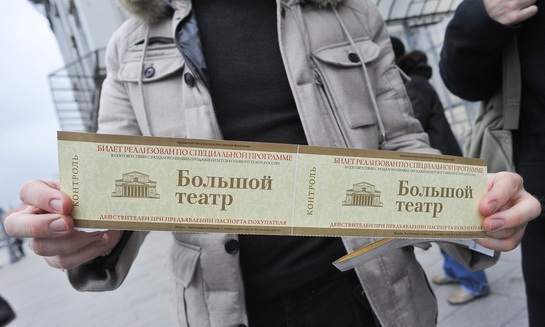 БИЛЕТ РЕАЛИЗОВАН ПО СПЕЦИАЛЬНОЙ ПРОГРАММЕ
КОНТРОЛЬ
Большой
театр
ДЕЙСТВИТЕЛЕН ПРИ ПРЕДЪЯВЛЕНИИ ПАСПОРТА ПОКУПАТЕЛЯ
БИЛЕТ РЕАЛИЗОВАН ПО СПЕЦИАЛЬНОЙ ПРОГРАММЕ
КОНТРОЛЬ
Большой
театр
ДЕЙСТВИТЕЛЕН ПРИ ПРЕДЪЯВЛЕНИИ ПАСПОРТА ПОКУПАТЕЛЯ